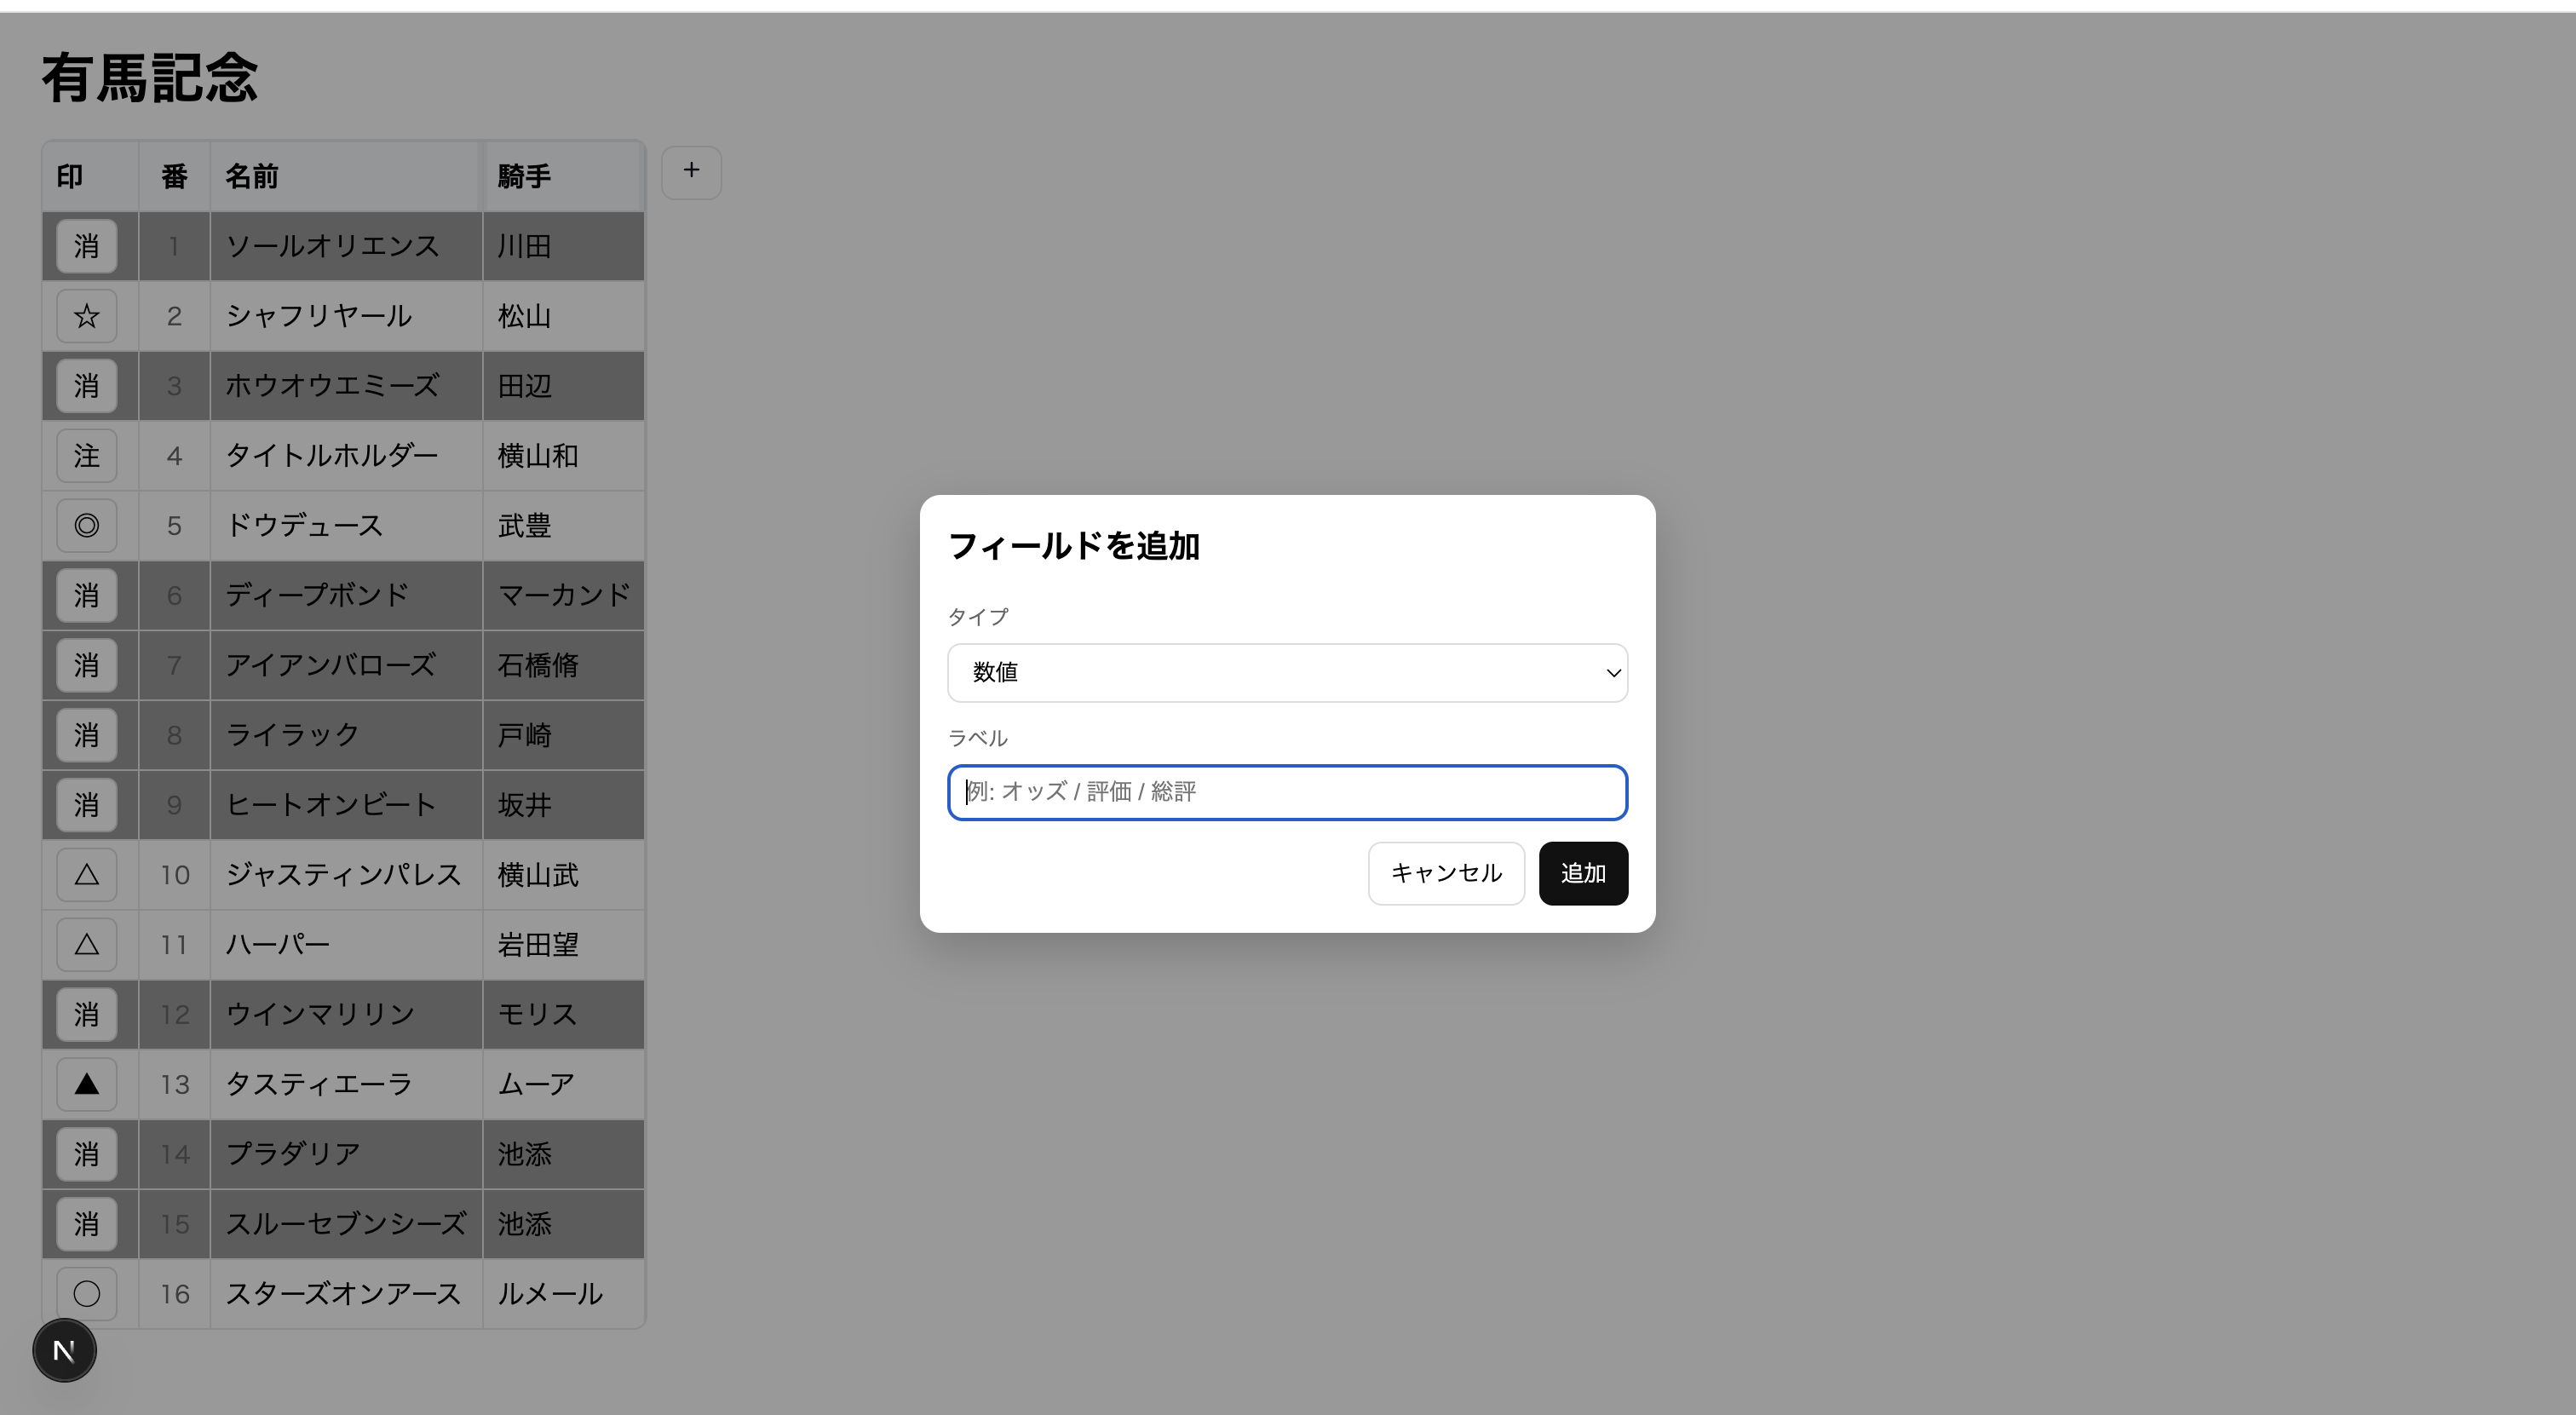 有馬記念
印 番 名前 騎手 +
消 1 ソールオリエンス 川田
☆ 2 シャフリヤール 松山
消 3 ホウオウエミーズ 田辺
注 4 タイトルホルダー 横山和
◎ 5 ドウデュース 武豊
消 6 ディープボンド マーカンド
消 7 アイアンバローズ 石橋脩
消 8 ライラック 戸崎
消 9 ヒートオンビート 坂井
△ 10 ジャスティンパレス 横山武
△ 11 ハーパー 岩田望
消 12 ウインマリリン モリス
▲ 13 タスティエーラ ムーア
消 14 プラダリア 池添
消 15 スルーセブンシーズ 池添
○ 16 スターズオンアース ルメール
N
フィールドを追加
タイプ
数値
ラベル
例: オッズ / 評価 / 総評
キャンセル 追加